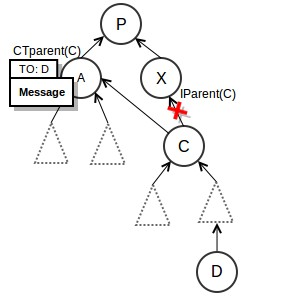 P
CTparent(C)
TO: D
A
X
Message
IParent(C)
C
D